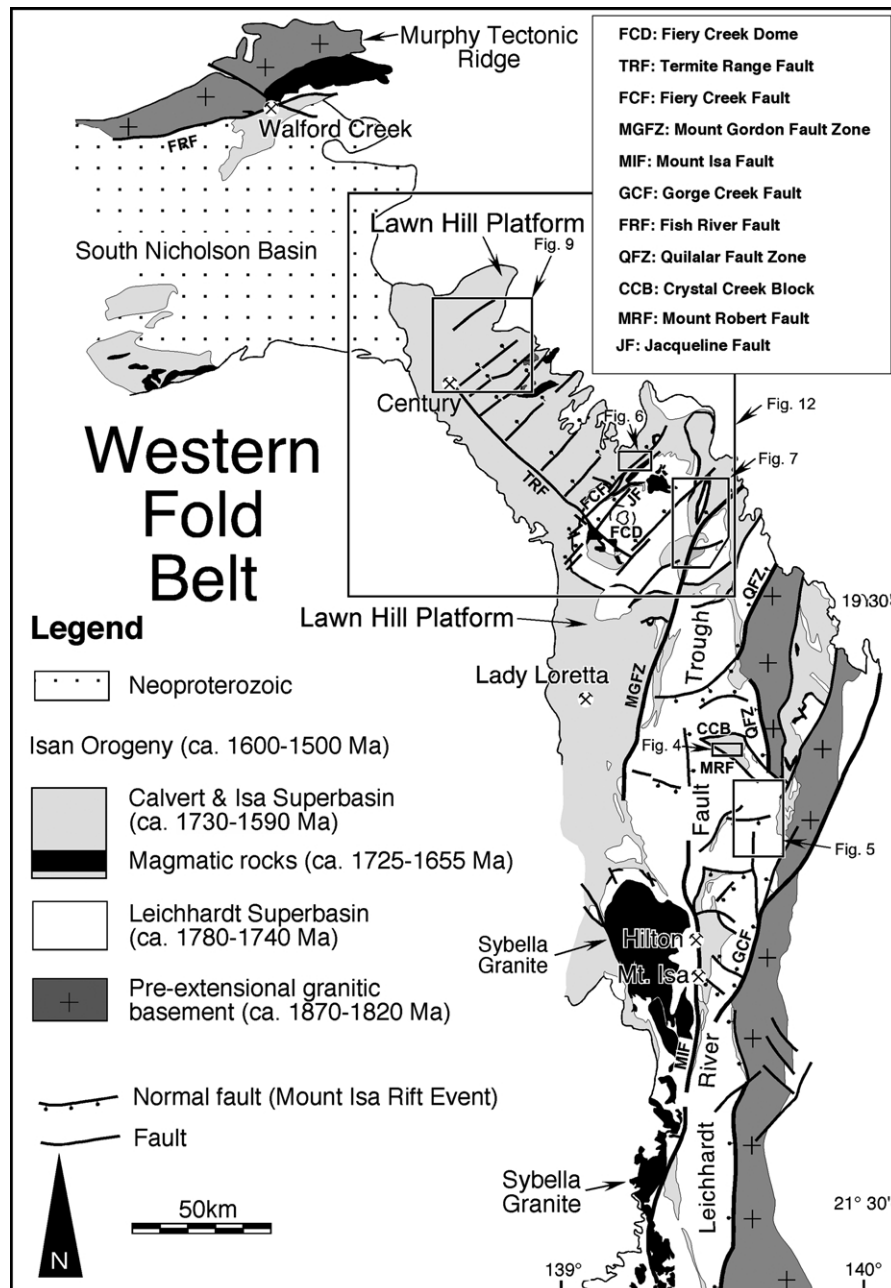 Murphy Tectonic
Ridge
Walford Creek
FRF
South Nicholson Basin
FCD: Fiery Creek Dome
TRF: Termite Range Fault
FCF: Fiery Creek Fault
MGFZ: Mount Gordon Fault Zone
MIF: Mount Isa Fault
GCF: Gorge Creek Fault
FRF: Fish River Fault
QFZ: Quilalar Fault Zone
CCB: Crystal Creek Block
MRF: Mount Robert Fault
JF: Jacqueline Fault
Lawn Hill Platform
Fig. 9
Century
Fig. 6
Fig. 12
Fig. 7
TRF
FCF
JF
FCD
Western
Fold
Belt
QFZ
19°30'
Lawn Hill Platform
Lady Loretta
MGFZ
Leichhardt River Fault Trough
CCB
QFZ
Fig. 4
MRF
Fig. 5
Sybella
Granite
Hilton
Mt. Isa
GCF
MIF
Sybella
Granite
21° 30'
139°
140°
Legend
Neoproterozoic
Isan Orogeny (ca. 1600-1500 Ma)
Calvert & Isa Superbasin
(ca. 1730-1590 Ma)
Magmatic rocks (ca. 1725-1655 Ma)
Leichhardt Superbasin
(ca. 1780-1740 Ma)
Pre-extensional granitic
basement (ca. 1870-1820 Ma)
Normal fault (Mount Isa Rift Event)
Fault
50km
N